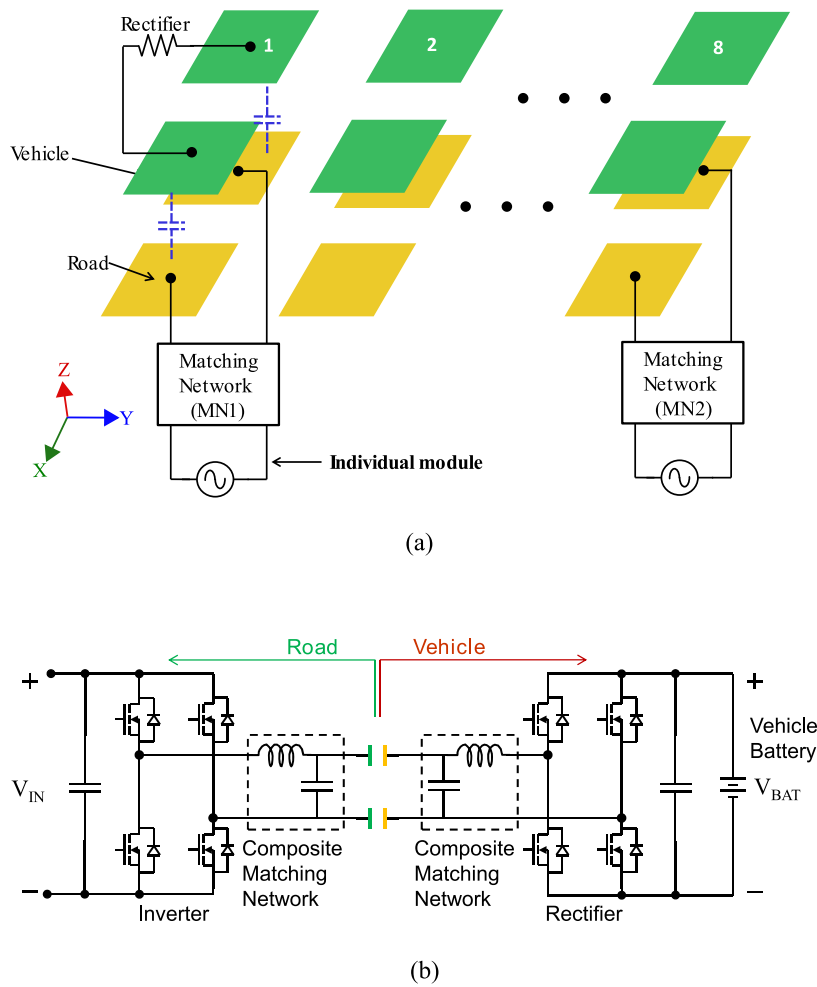 Rectifier
1
2
8
Vehicle
Road
Matching
Network
(MN1)
Matching
Network
(MN2)
Z
Y
X
Individual module
(a)
Road
Vehicle
+
+
Vehicle
Battery
V_IN
V_BAT
Composite
Matching
Network
Composite
Matching
Network
−
−
Inverter
Rectifier
(b)